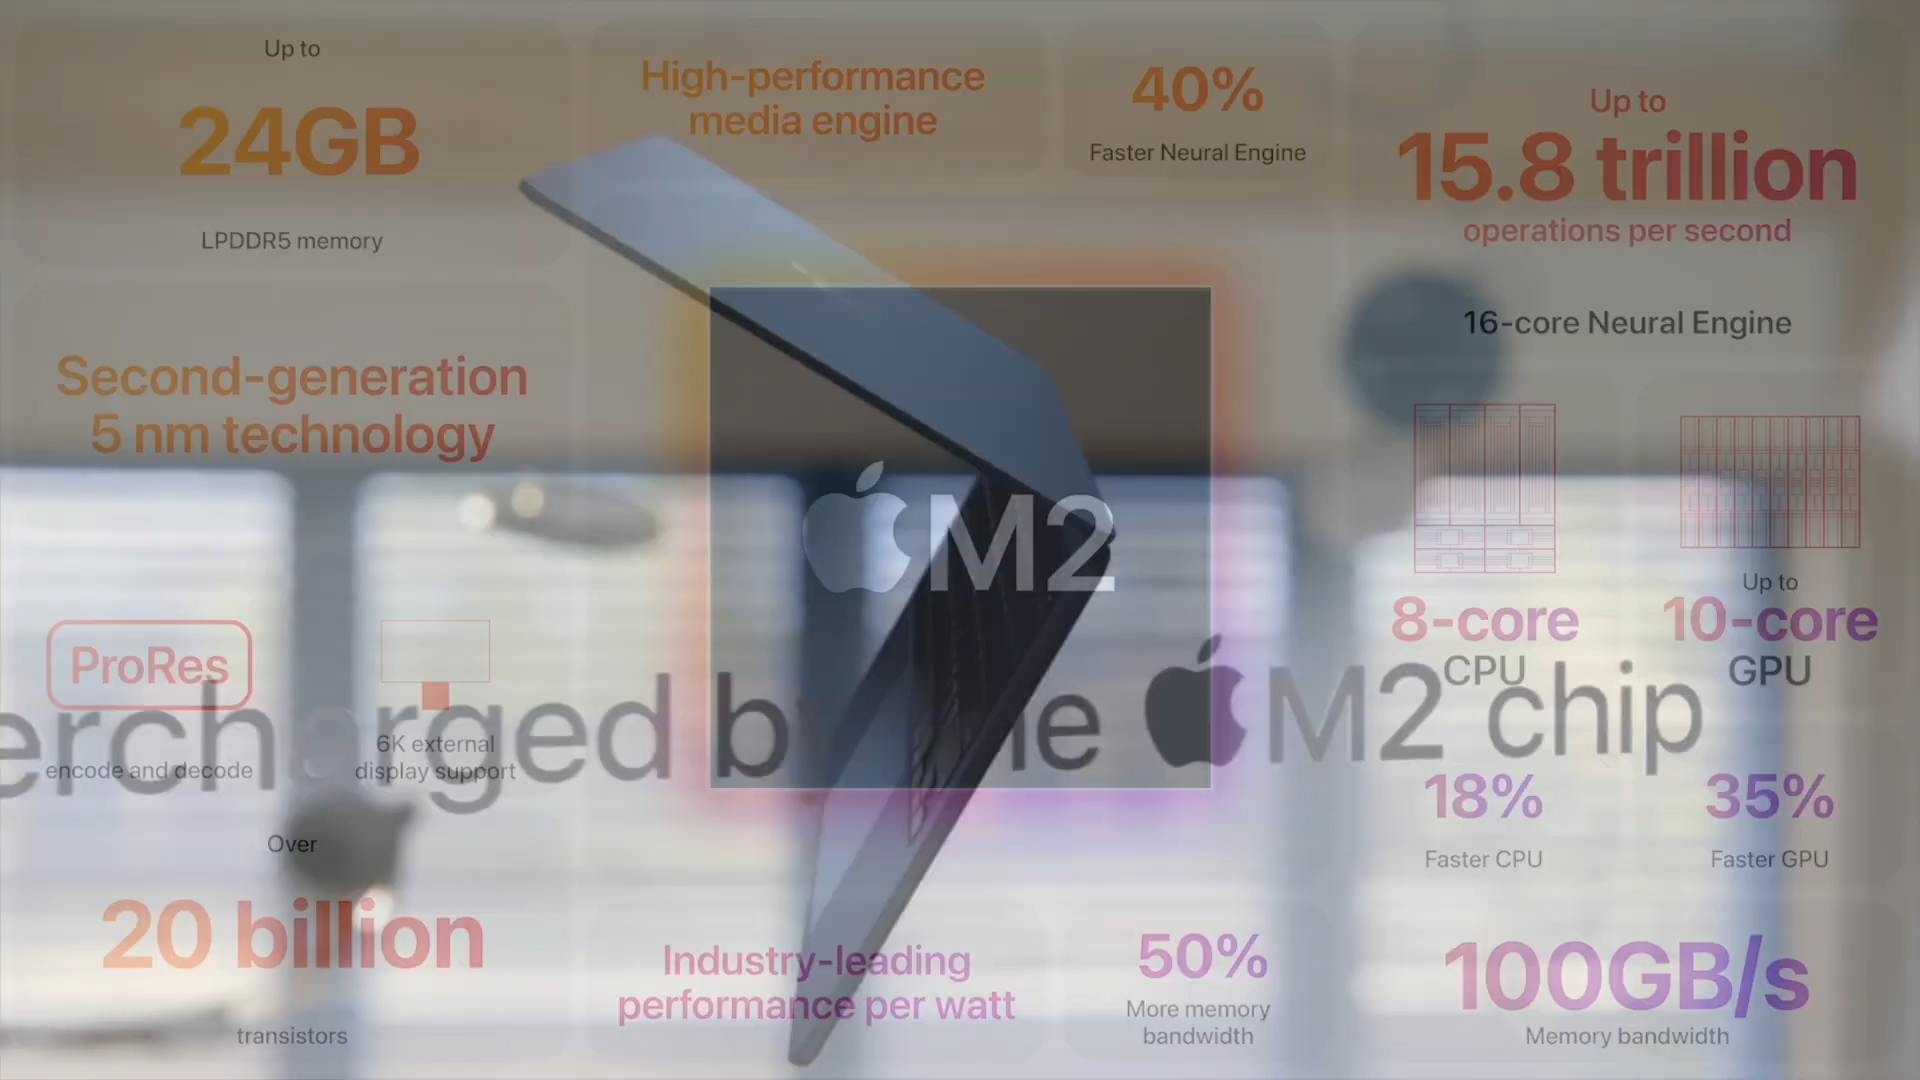 Up to
24GB
LPDDR5 memory
High-performance
media engine
40%
Faster Neural Engine
Up to
15.8 trillion
operations per second
16-core Neural Engine
Second-generation
5 nm technology
M2
ProRes
encode and decode
6K external
display support
8-core
CPU
18%
Faster CPU
Up to
10-core
GPU
35%
Faster GPU
M2 chip
Over
20 billion
transistors
Industry-leading
performance per watt
50%
More memory
bandwidth
100GB/s
Memory bandwidth